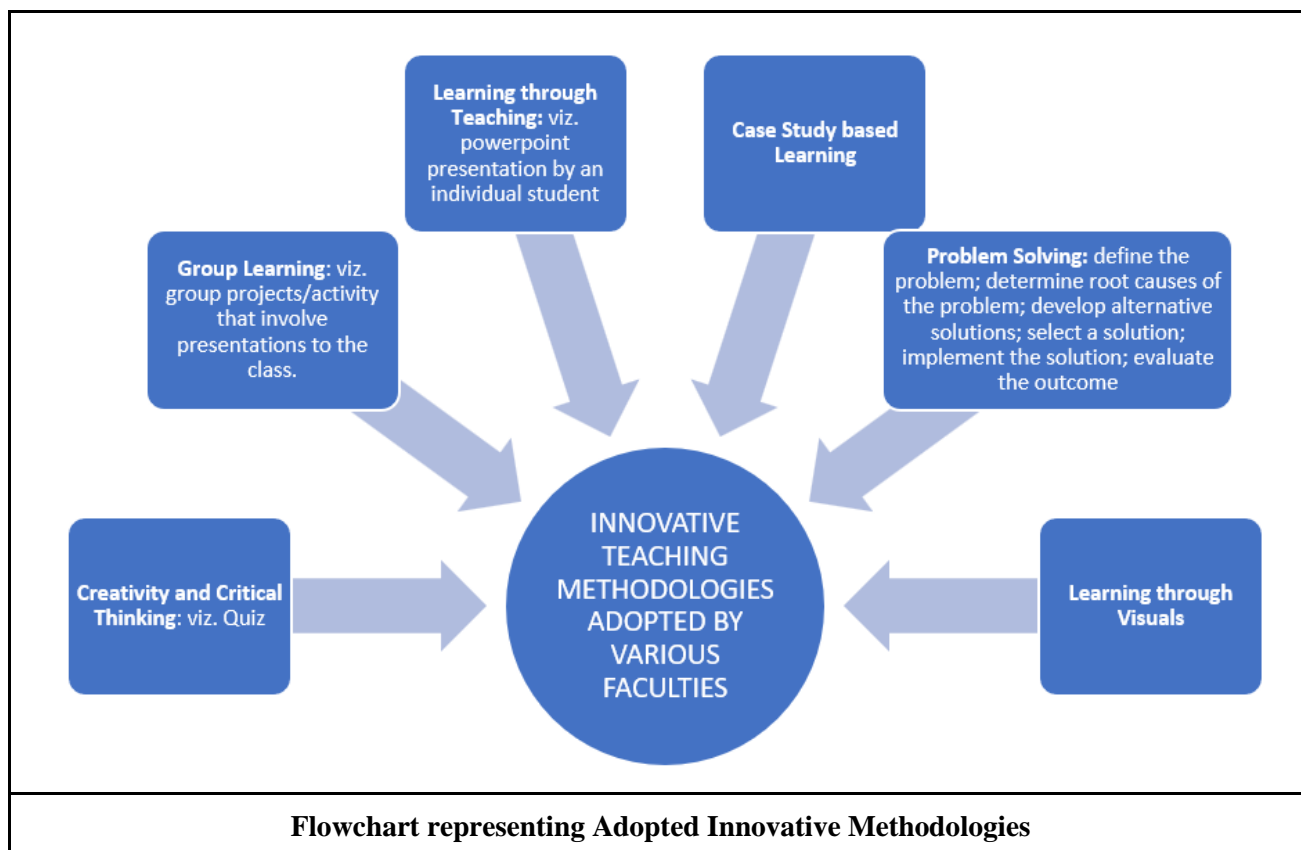 Learning through
Teaching: viz.
powerpoint
presentation by an
individual student
Case Study based
Learning
Group Learning: viz.
group projects/activity
that involve
presentations to the
class.
Problem Solving: define the
problem; determine root causes of
the problem; develop alternative
solutions; select a solution;
implement the solution; evaluate
the outcome
Creativity and Critical
Thinking: viz. Quiz
INNOVATIVE
TEACHING
METHODOLOGIES
ADOPTED BY
VARIOUS
FACULTIES
Learning through
Visuals
Flowchart representing Adopted Innovative Methodologies